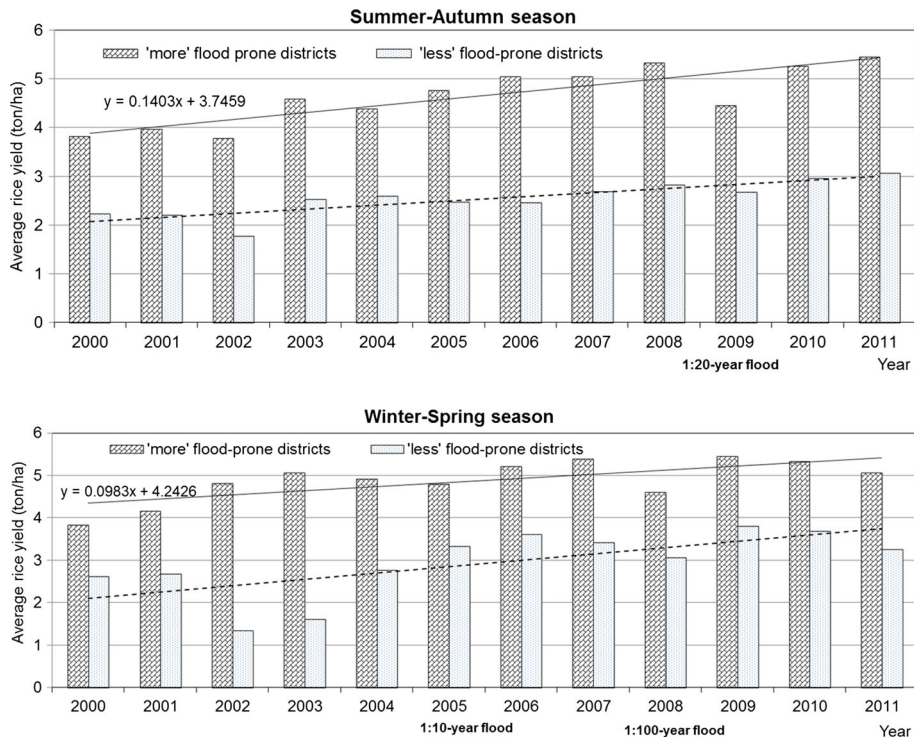 Summer-Autumn season
6
5
4
3
2
1
0
Average rice yield (ton/ha)
'more' flood prone districts 'less' flood-prone districts
y = 0.1403x + 3.7459
2000 2001 2002 2003 2004 2005 2006 2007 2008 2009 2010 2011
1:20-year flood Year
Winter-Spring season
6
5
4
3
2
1
0
Average rice yield (ton/ha)
'more' flood-prone districts 'less' flood-prone districts
y = 0.0983x + 4.2426
2000 2001 2002 2003 2004 2005 2006 2007 2008 2009 2010 2011
1:10-year flood 1:100-year flood Year